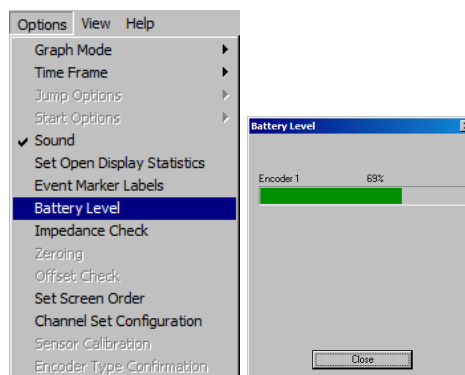 Options View Help
Graph Mode
Time Frame
Jump Options
Start Options
Sound
Set Open Display Statistics
Event Marker Labels
Battery Level
Impedance Check
Zeroing
Offset Check
Set Screen Order
Channel Set Configuration
Sensor Calibration
Encoder Type Confirmation
Battery Level
Encoder 1 69%
Close